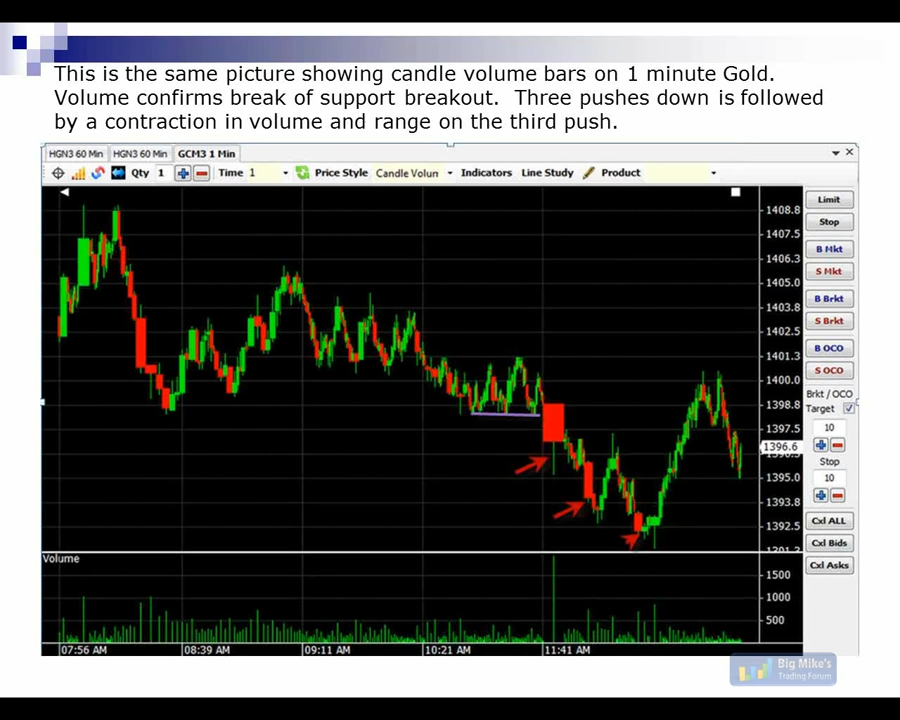 This is the same picture showing candle volume bars on 1 minute Gold.
Volume confirms break of support breakout.  Three pushes down is followed
by a contraction in volume and range on the third push.
HGN3 60 Min HGN3 60 Min GCM3 1 Min
Qty 1 Time 1 Price Style Candle Volun Indicators Line Study Product
1408.8
1407.5
1406.3
1405.0
1403.8
1402.5
1401.3
1400.0
1398.8
1397.5
1396.6
1395.0
1393.8
1392.5
Limit
Stop
B Mkt
S Mkt
B Brkt
S Brkt
B OCO
S OCO
Brkt / OCO
Target
10
Stop
10
Cxl ALL
Cxl Bids
Cxl Asks
Volume
1500
1000
500
07:56 AM 08:39 AM 09:11 AM 10:21 AM 11:41 AM
Big Mike's
Trading Forum